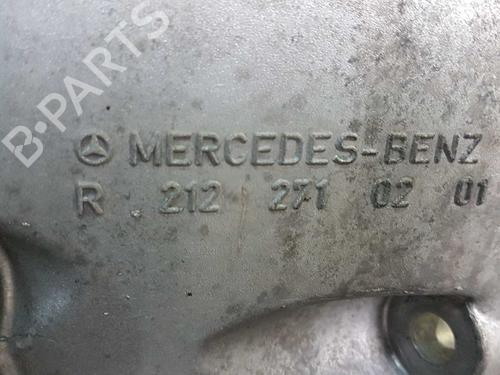 B-PARTS
MERCEDES-BENZ
R 212 271 02 01